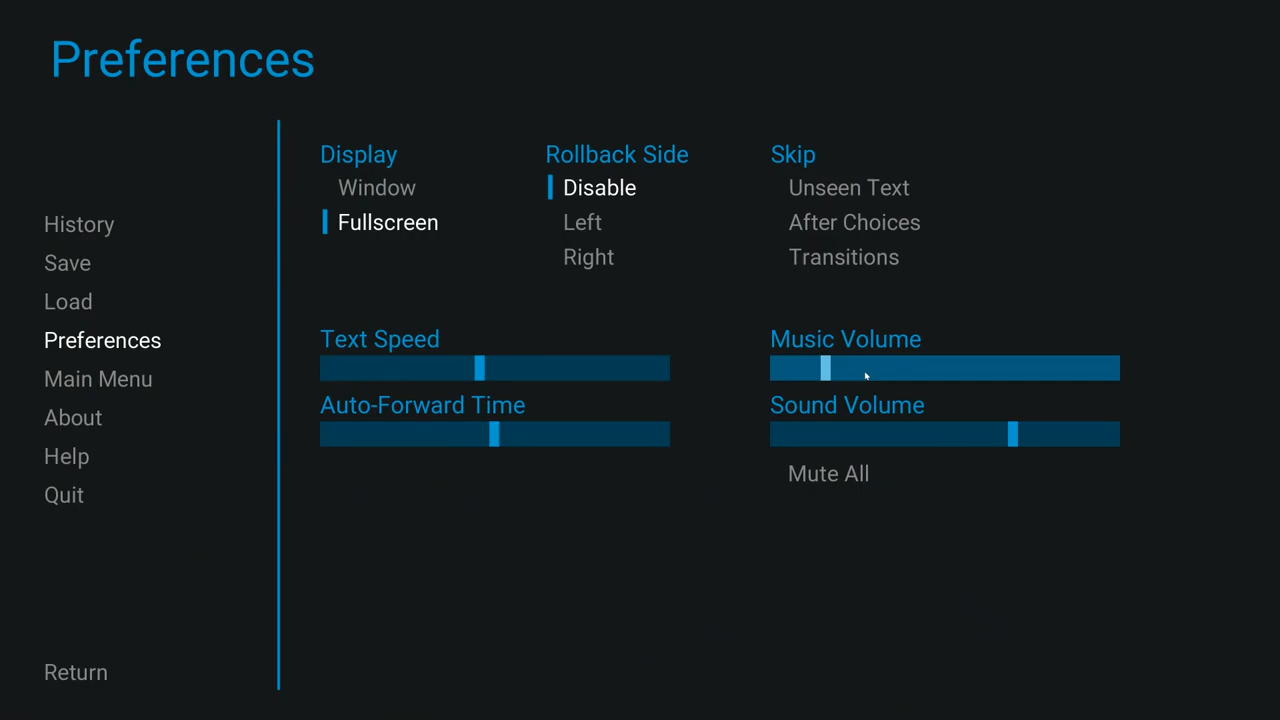 Preferences
History
Save
Load
Preferences
Main Menu
About
Help
Quit
Return
Display
Window
Fullscreen
Rollback Side
Disable
Left
Right
Skip
Unseen Text
After Choices
Transitions
Text Speed
Auto-Forward Time
Music Volume
Sound Volume
Mute All